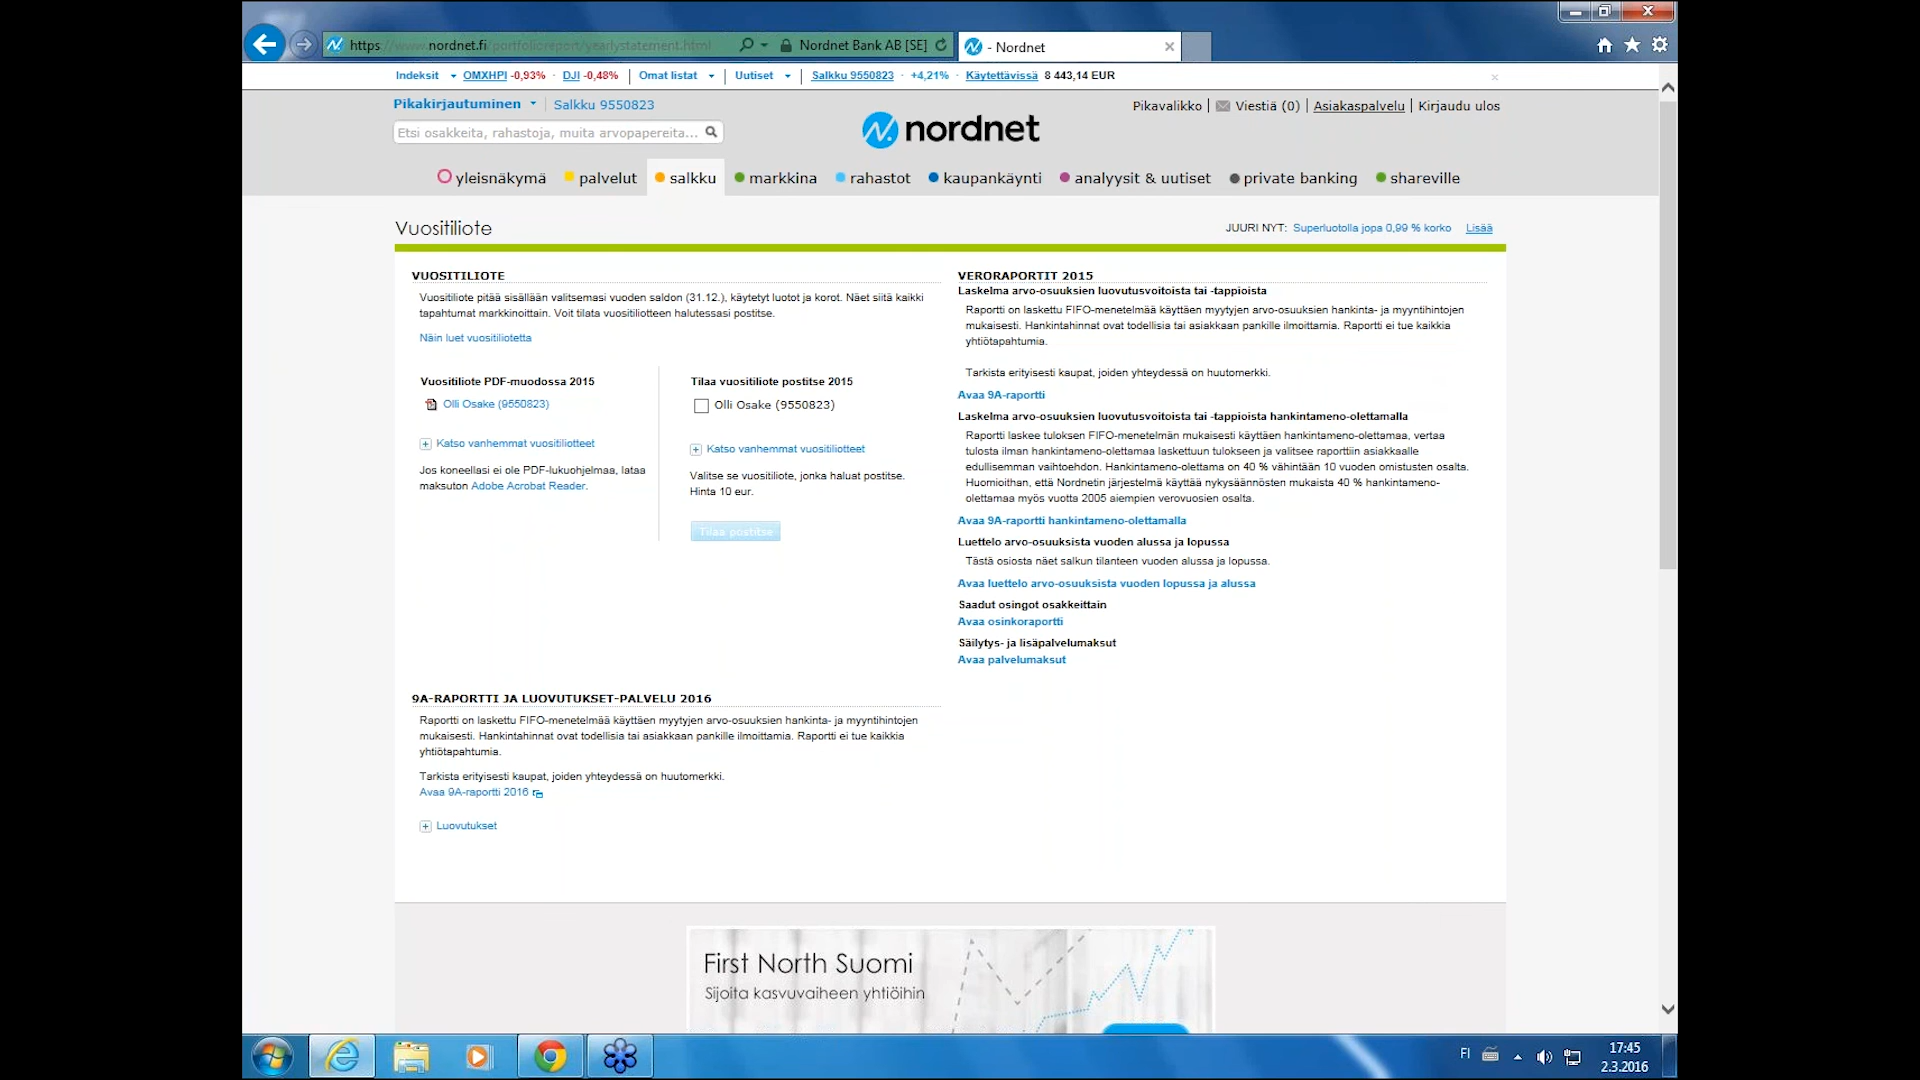 https://www.nordnet.fi/portfolioreport/yearlystatement.html
Nordnet Bank AB [SE]
- Nordnet
Indeksit OMXHPI -0,93% · DJI -0,48% Omat listat Uutiset Salkku 9550823 · +4,21% · Käytettävissä 8 443,14 EUR
Pikakirjautuminen Salkku 9550823
Pikavalikko Viestiä (0) Asiakaspalvelu Kirjaudu ulos
Etsi osakkeita, rahastoja, muita arvopapereita...
nordnet
yleisnäkymä palvelut salkku markkina rahastot kaupankäynti analyysit & uutiset private banking shareville
Vuositiliote
JUURI NYT: Superluotolla jopa 0,99 % korko Lisää
VUOSITILIOTE
Vuositiliote pitää sisällään valitsemasi vuoden saldon (31.12.), käytetyt luotot ja korot. Näet siitä kaikki
tapahtumat markkinoittain. Voit tilata vuositiliotteen halutessasi postitse.
Näin luet vuositiliotetta
Vuositiliote PDF-muodossa 2015
Olli Osake (9550823)
Katso vanhemmat vuositiliotteet
Jos koneellasi ei ole PDF-lukuohjelmaa, lataa
maksuton Adobe Acrobat Reader.
Tilaa vuositiliote postitse 2015
Olli Osake (9550823)
Katso vanhemmat vuositiliotteet
Valitse se vuositiliote, jonka haluat postitse.
Hinta 10 eur.
Tilaa postitse
VERORAPORTIT 2015
Laskelma arvo-osuuksien luovutusvoitoista tai -tappioista
Raportti on laskettu FIFO-menetelmää käyttäen myytyjen arvo-osuuksien hankinta- ja myyntihintojen
mukaisesti. Hankintahinnat ovat todellisia tai asiakkaan pankille ilmoittamia. Raportti ei tue kaikkia
yhtiötapahtumia.
Tarkista erityisesti kaupat, joiden yhteydessä on huutomerkki.
Avaa 9A-raportti
Laskelma arvo-osuuksien luovutusvoitoista tai -tappioista hankintameno-olettamalla
Raportti laskee tuloksen FIFO-menetelmän mukaisesti käyttäen hankintameno-olettamaa, vertaa
tulosta ilman hankintameno-olettamaa laskettuun tulokseen ja valitsee raporttiin asiakkaalle
edullisemman vaihtoehdon. Hankintameno-olettama on 40 % vähintään 10 vuoden omistusten osalta.
Huomioithan, että Nordnetin järjestelmä käyttää nykysäännösten mukaista 40 % hankintameno-
olettamaa myös vuotta 2005 aiempien verovuosien osalta.
Avaa 9A-raportti hankintameno-olettamalla
Luettelo arvo-osuuksista vuoden alussa ja lopussa
Tästä osiosta näet salkun tilanteen vuoden alussa ja lopussa.
Avaa luettelo arvo-osuuksista vuoden lopussa ja alussa
Saadut osingot osakkeittain
Avaa osinkoraportti
Säilytys- ja lisäpalvelumaksut
Avaa palvelumaksut
9A-RAPORTTI JA LUOVUTUKSET-PALVELU 2016
Raportti on laskettu FIFO-menetelmää käyttäen myytyjen arvo-osuuksien hankinta- ja myyntihintojen
mukaisesti. Hankintahinnat ovat todellisia tai asiakkaan pankille ilmoittamia. Raportti ei tue kaikkia
yhtiötapahtumia.
Tarkista erityisesti kaupat, joiden yhteydessä on huutomerkki.
Avaa 9A-raportti 2016
Luovutukset
First North Suomi
Sijoita kasvuvaiheen yhtiöihin
FI
17:45
2.3.2016